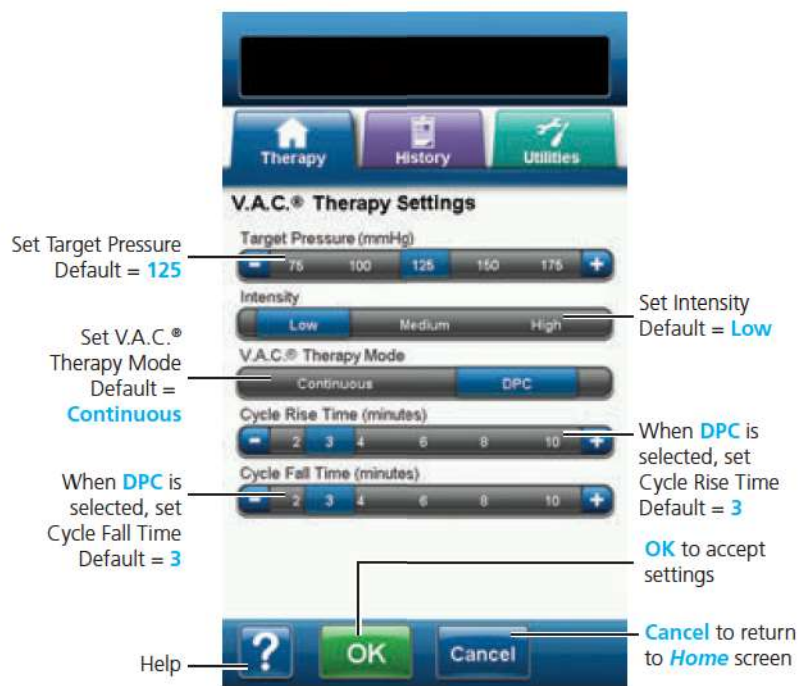 Therapy
History
Utilities
V.A.C.® Therapy Settings
Set Target Pressure
Default = 125
Target Pressure (mmHg)
- 75 100 125 150 175 +
Intensity
Low Medium High
Set Intensity
Default = Low
Set V.A.C.®
Therapy Mode
Default =
Continuous
V.A.C.® Therapy Mode
Continuous DPC
Cycle Rise Time (minutes)
- 2 3 4 6 8 10 +
When DPC is
selected, set
Cycle Rise Time
Default = 3
When DPC is
selected, set
Cycle Fall Time
Default = 3
Cycle Fall Time (minutes)
- 2 3 4 6 8 10 +
OK to accept
settings
Cancel to return
to Home screen
Help
?
OK
Cancel